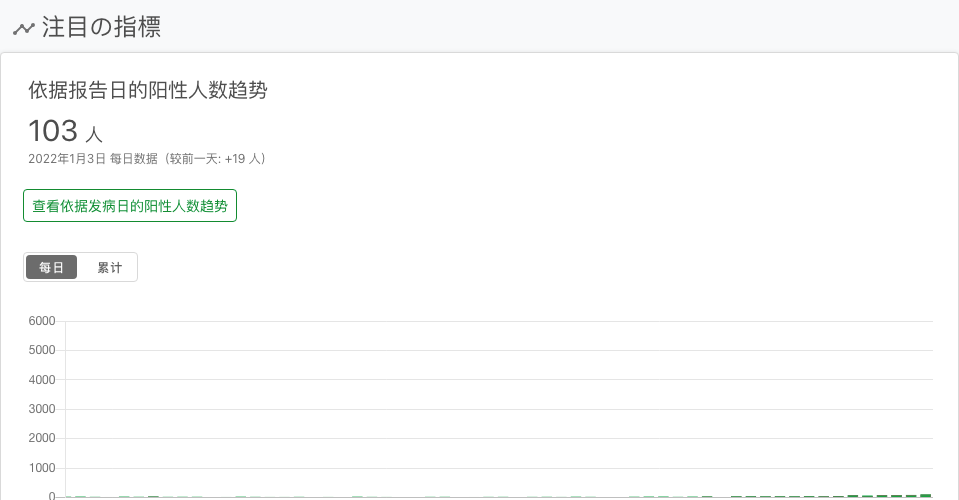 注目の指標
依据报告日的阳性人数趋势
103 人
2022年1月3日 每日数据（较前一天: +19 人）
查看依据发病日的阳性人数趋势
每日 累计
6000
5000
4000
3000
2000
1000
0